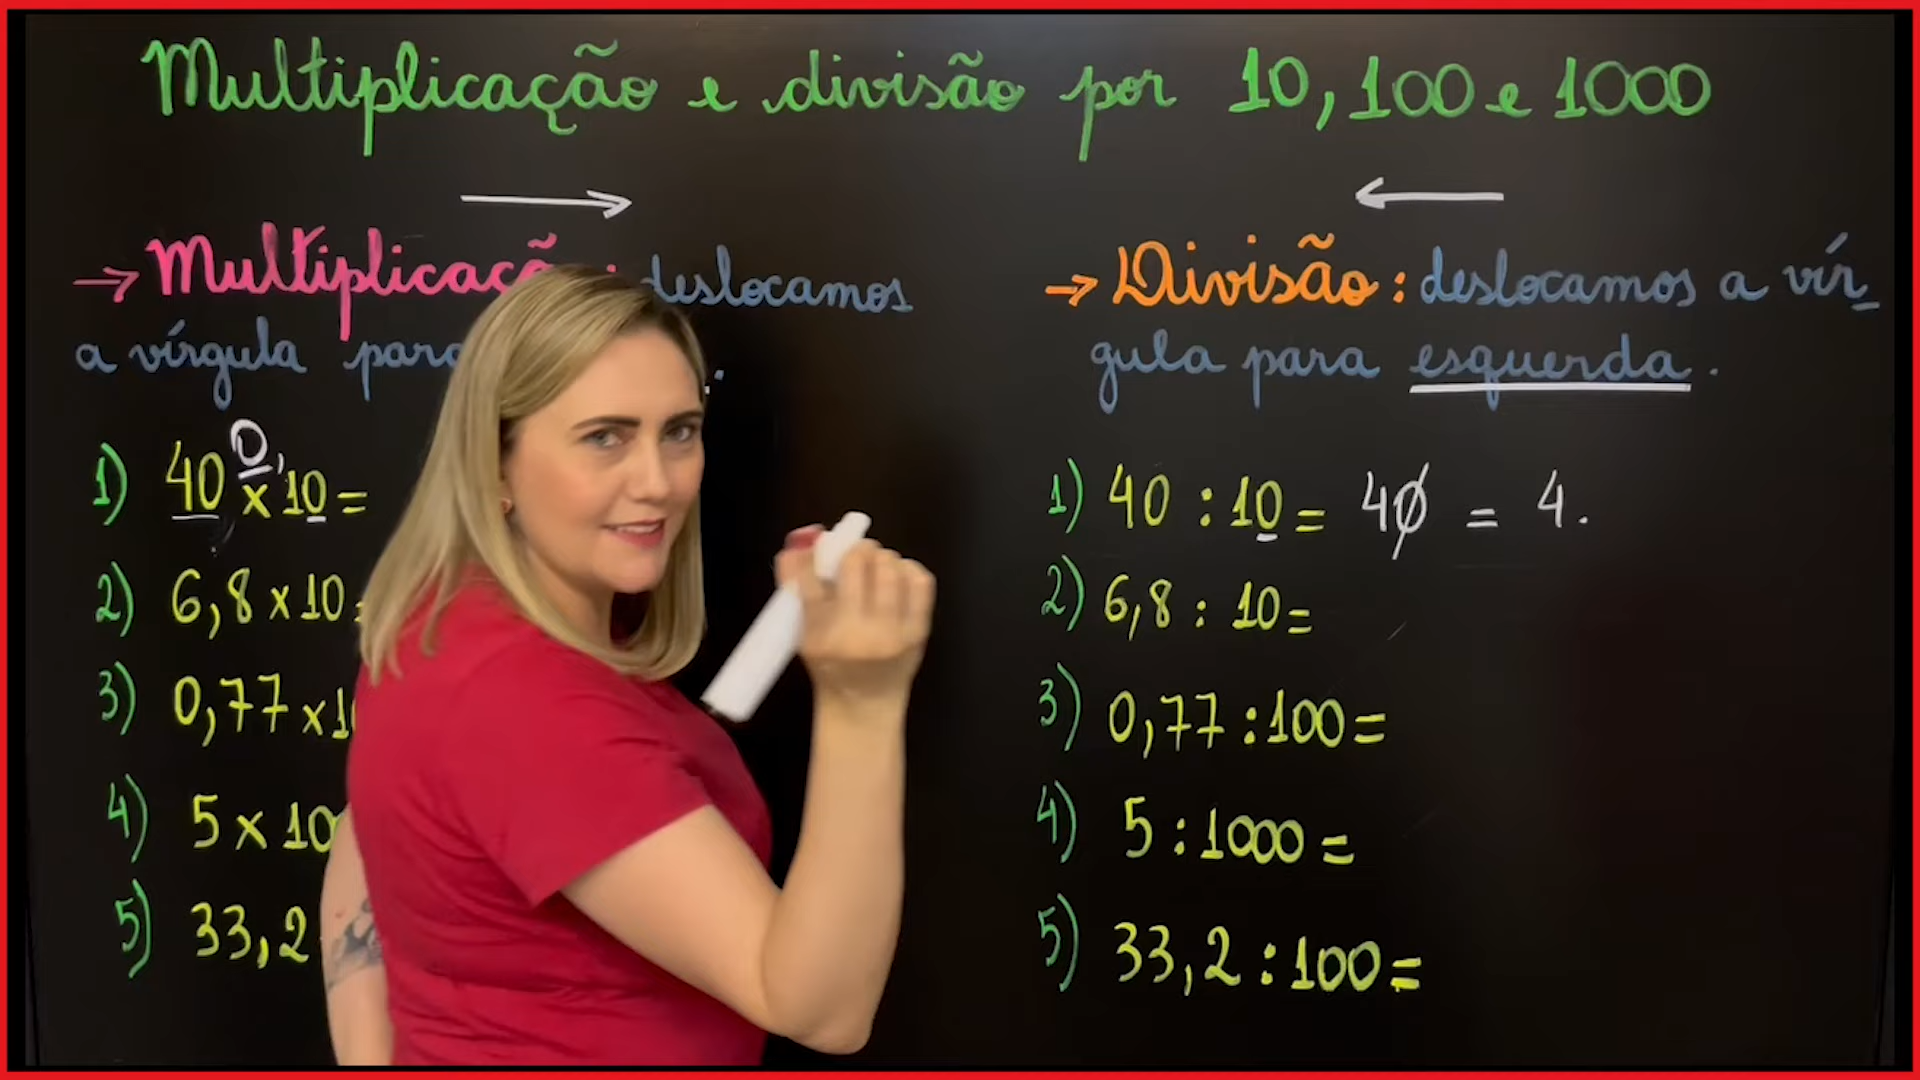 Multiplicação e divisão por 10, 100 e 1000
→ Multiplicação: deslocamos
a vírgula para
1) 40 x 10 =
0,
2) 6,8 x 10 =
3) 0,77 x 1
4) 5 x 10
5) 33,2
→ Divisão: deslocamos a vír_
gula para esquerda.
1) 40 : 10 = 40 = 4.
2) 6,8 : 10 =
3) 0,77 : 100 =
4) 5 : 1000 =
5) 33,2 : 100 =